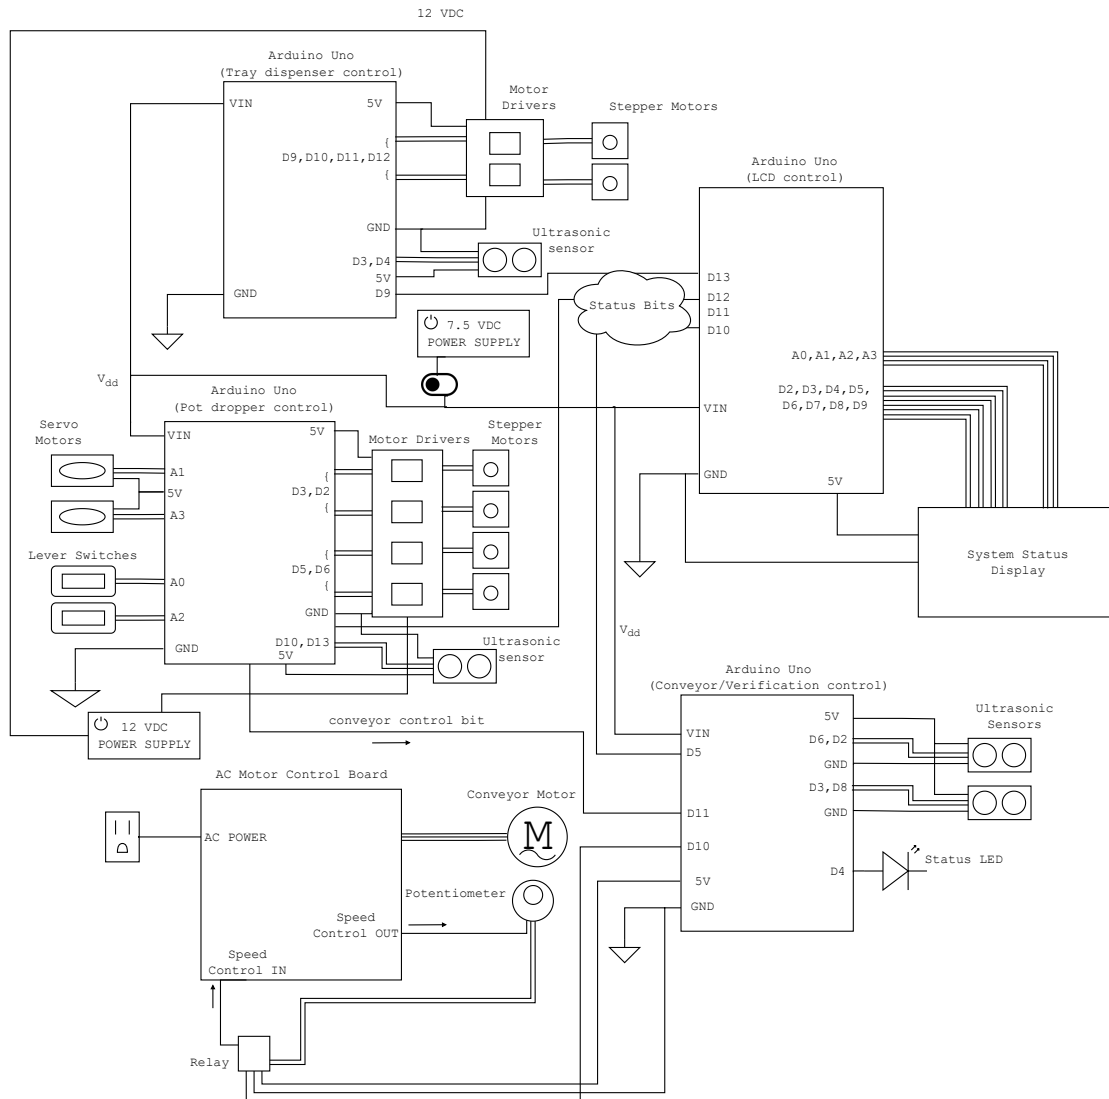 12 VDC
Arduino Uno
(Tray dispenser control)
VIN
5V
{
D9,D10,D11,D12
{
GND
D3,D4
5V
D9
GND
Motor
Drivers
Stepper Motors
Ultrasonic
sensor
Arduino Uno
(LCD control)
D13
D12
D11
D10
A0,A1,A2,A3
D2,D3,D4,D5,
D6,D7,D8,D9
VIN
GND
5V
Status Bits
7.5 VDC
POWER SUPPLY
Vdd
Arduino Uno
(Pot dropper control)
Servo
Motors
VIN
A1
5V
A3
Lever Switches
A0
A2
GND
5V
{
D3,D2
{
{
D5,D6
{
GND
D10,D13
5V
Motor Drivers
Stepper
Motors
Ultrasonic
sensor
System Status
Display
Vdd
12 VDC
POWER SUPPLY
conveyor control bit
Arduino Uno
(Conveyor/Verification control)
VIN
D5
D11
D10
5V
GND
5V
D6,D2
GND
D3,D8
GND
D4
Ultrasonic
Sensors
Status LED
AC Motor Control Board
AC POWER
Speed
Control OUT
Speed
Control IN
Conveyor Motor
M
Potentiometer
Relay